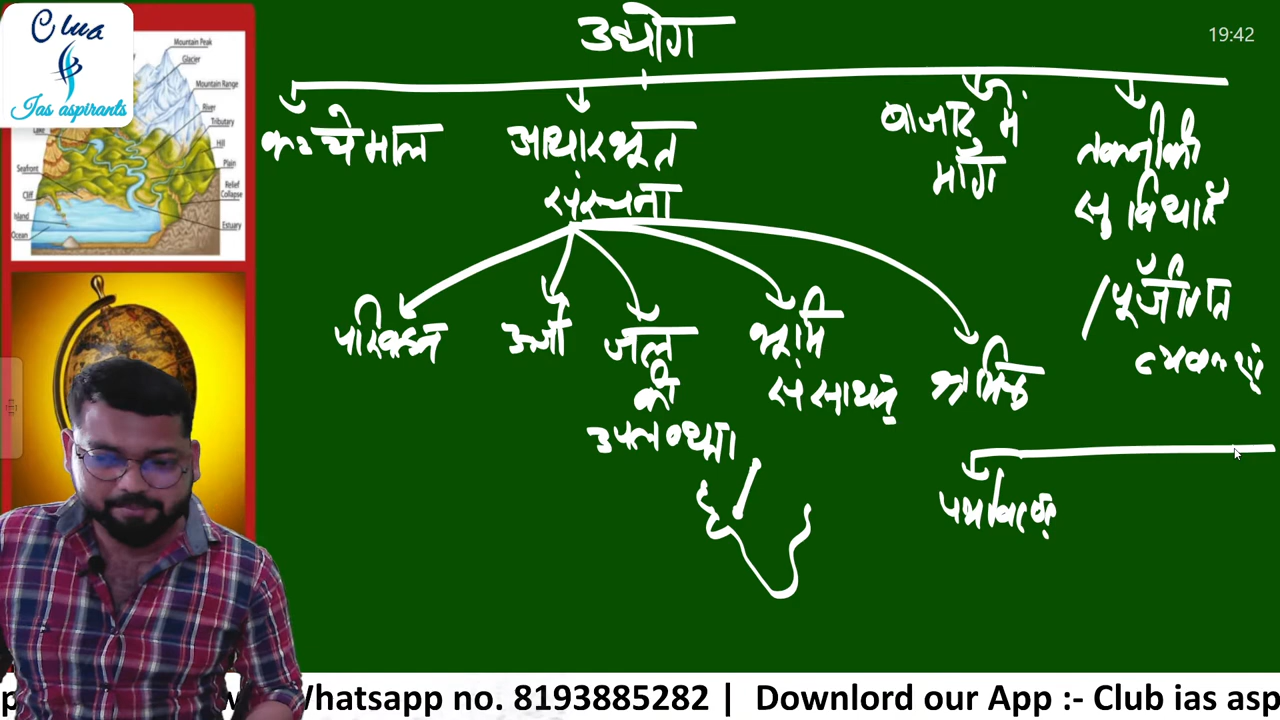 Clua
Ias aspirants
19:42
उद्योग
कच्चे माल
आधारभूत
संरचना
बाजार में
मांग
तकनीकी
सुविधाएँ
/पूँजीगत
परिवहन
ऊर्जा
जल
की
उपलब्धता
भूमि
संसाधन
श्रमिक
Mountain Peak
Glacier
Mountain Range
River
Tributary
Hill
Plain
Relief
Collapse
Estuary
Lake
Seafront
Cliff
Island
Ocean
Whatsapp no. 8193885282 | Downlord our App :- Club ias asp